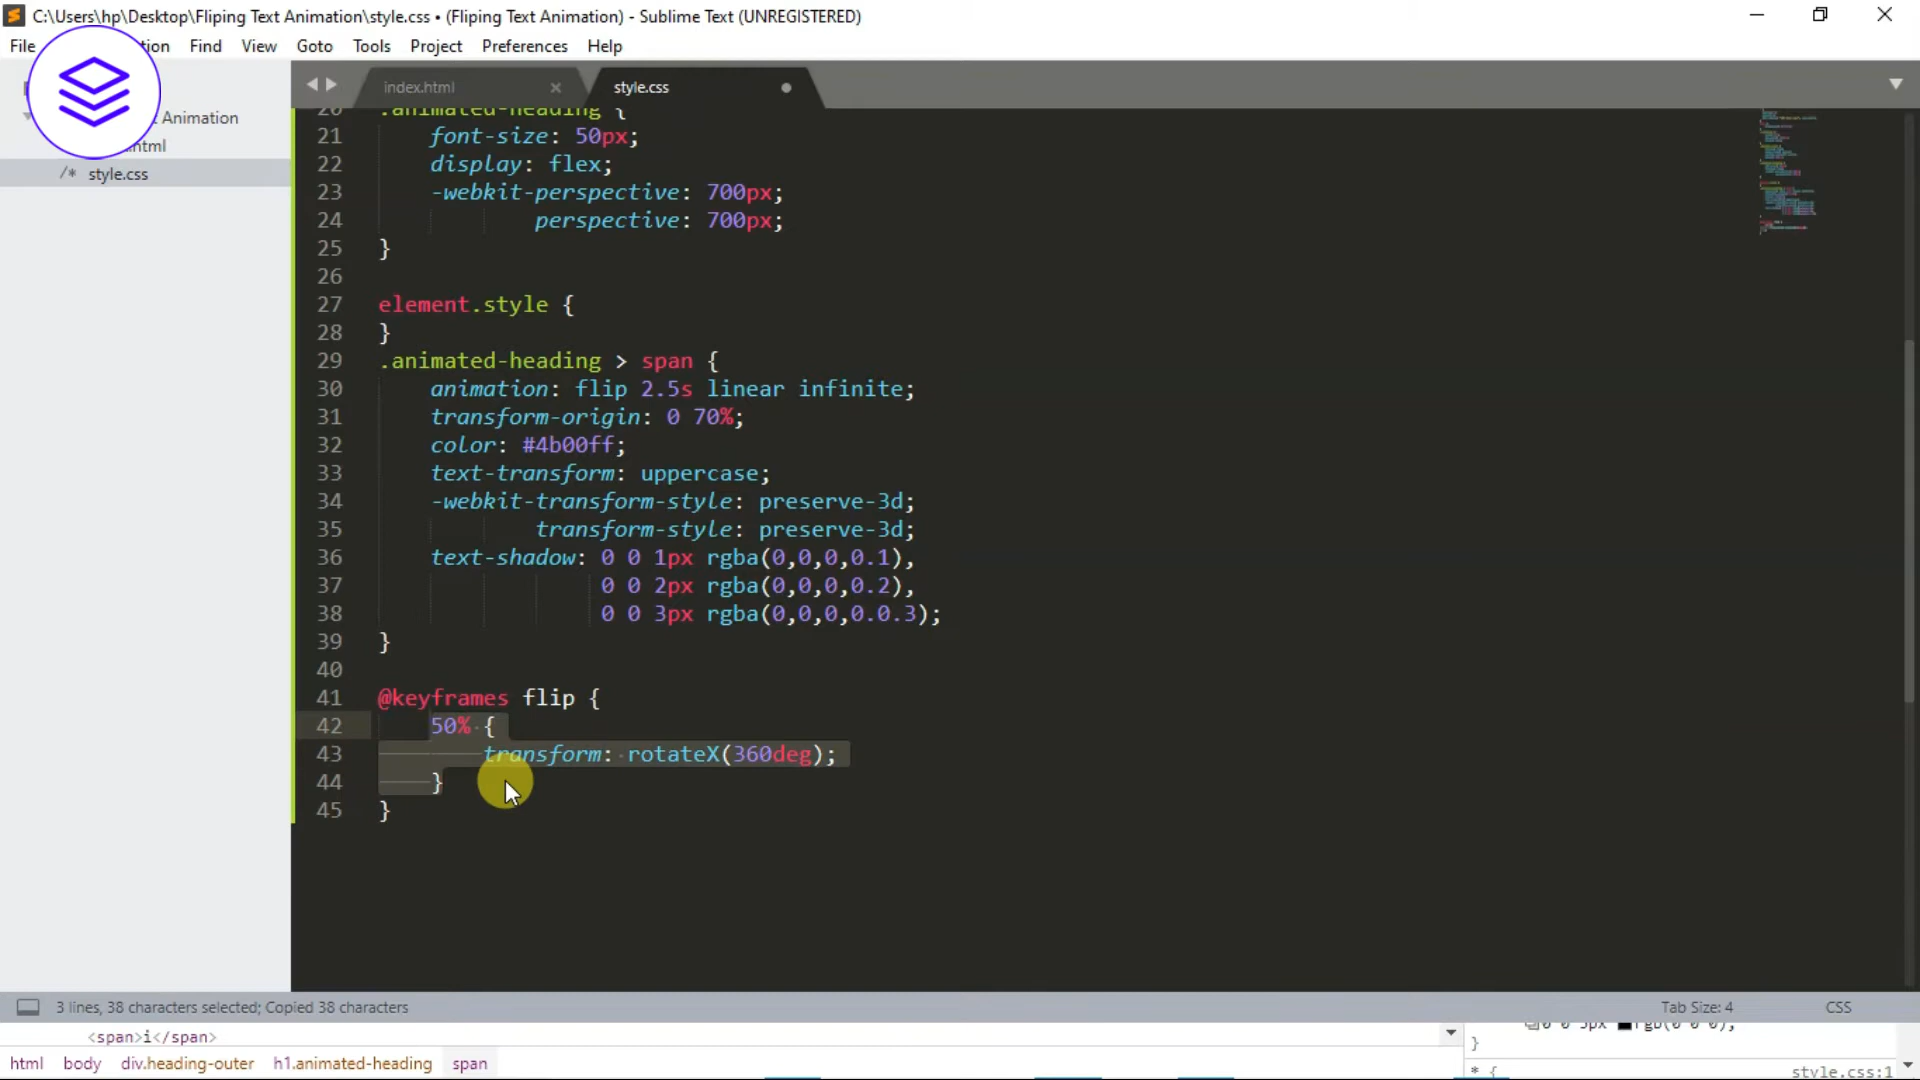 C:\Users\hp\Desktop\Fliping Text Animation\style.css • (Fliping Text Animation) - Sublime Text (UNREGISTERED)
File Find View Goto Tools Project Preferences Help
index.html style.css
Animation
/* style.css
20 .animated-heading {
21 font-size: 50px;
22 display: flex;
23 -webkit-perspective: 700px;
24 perspective: 700px;
25 }
26
27 element.style {
28 }
29 .animated-heading > span {
30 animation: flip 2.5s linear infinite;
31 transform-origin: 0 70%;
32 color: #4b00ff;
33 text-transform: uppercase;
34 -webkit-transform-style: preserve-3d;
35 transform-style: preserve-3d;
36 text-shadow: 0 0 1px rgba(0,0,0,0.1),
37 0 0 2px rgba(0,0,0,0.2),
38 0 0 3px rgba(0,0,0,0.0.3);
39 }
40
41 @keyframes flip {
42 50% {
43 transform: rotateX(360deg);
44 }
45 }
3 lines, 38 characters selected; Copied 38 characters Tab Size: 4 CSS
<span>i</span>
}
html body div.heading-outer h1.animated-heading span
* { style.css:1